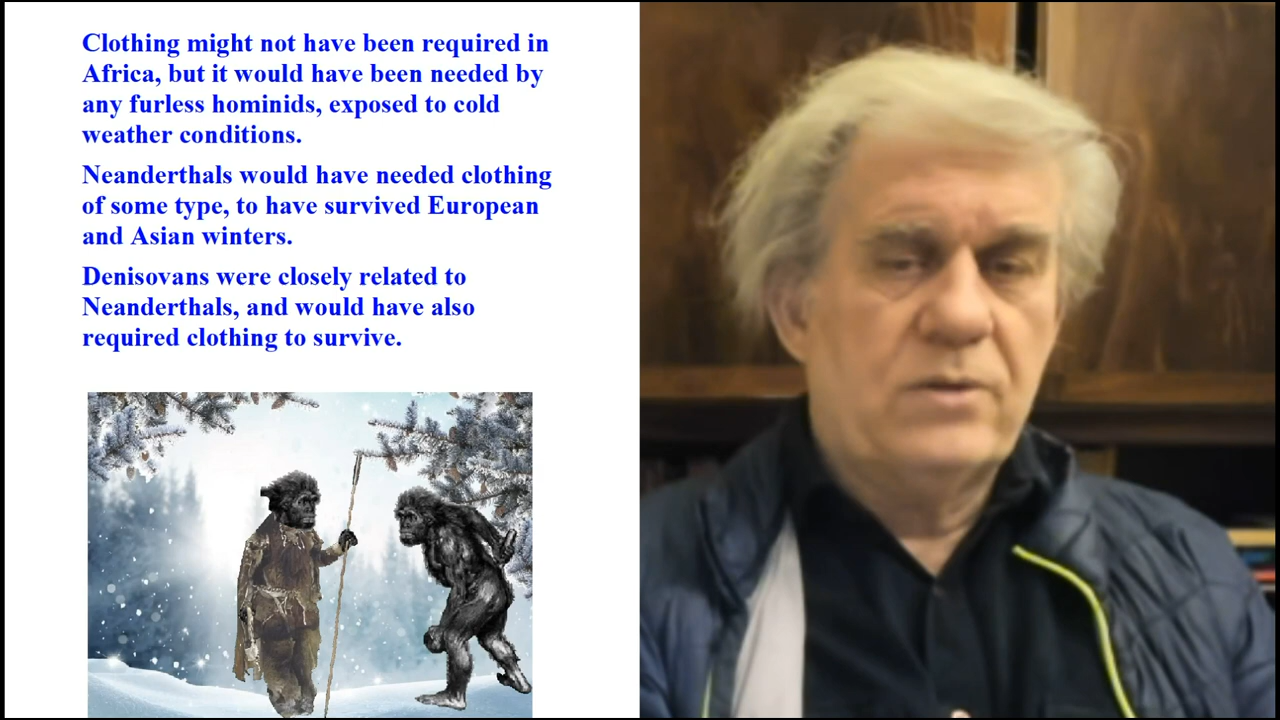 Clothing might not have been required in
Africa, but it would have been needed by
any furless hominids, exposed to cold
weather conditions.
Neanderthals would have needed clothing
of some type, to have survived European
and Asian winters.
Denisovans were closely related to
Neanderthals, and would have also
required clothing to survive.